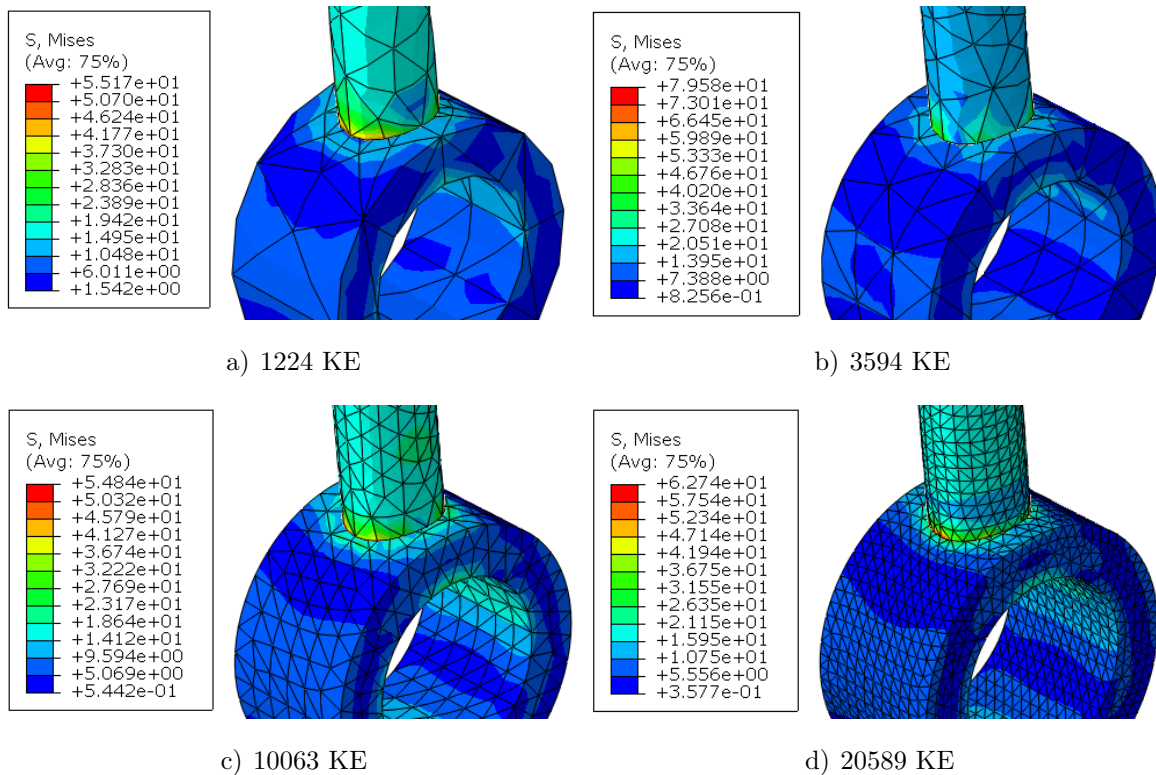 S, Mises
(Avg: 75%)
+5.517e+01
+5.070e+01
+4.624e+01
+4.177e+01
+3.730e+01
+3.283e+01
+2.836e+01
+2.389e+01
+1.942e+01
+1.495e+01
+1.048e+01
+6.011e+00
+1.542e+00
a) 1224 KE
S, Mises
(Avg: 75%)
+7.958e+01
+7.301e+01
+6.645e+01
+5.989e+01
+5.333e+01
+4.676e+01
+4.020e+01
+3.364e+01
+2.708e+01
+2.051e+01
+1.395e+01
+7.388e+00
+8.256e-01
b) 3594 KE
S, Mises
(Avg: 75%)
+5.484e+01
+5.032e+01
+4.579e+01
+4.127e+01
+3.674e+01
+3.222e+01
+2.769e+01
+2.317e+01
+1.864e+01
+1.412e+01
+9.594e+00
+5.069e+00
+5.442e-01
c) 10063 KE
S, Mises
(Avg: 75%)
+6.274e+01
+5.754e+01
+5.234e+01
+4.714e+01
+4.194e+01
+3.675e+01
+3.155e+01
+2.635e+01
+2.115e+01
+1.595e+01
+1.075e+01
+5.556e+00
+3.577e-01
d) 20589 KE